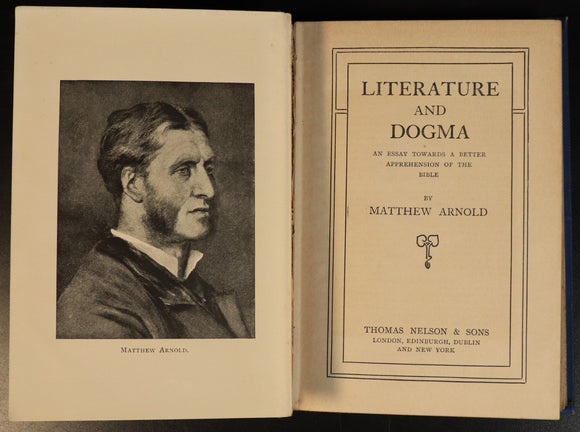 MATTHEW ARNOLD.
LITERATURE
AND
DOGMA
AN ESSAY TOWARDS A BETTER
APPREHENSION OF THE
BIBLE
BY
MATTHEW ARNOLD
THOMAS NELSON & SONS
LONDON, EDINBURGH, DUBLIN
AND NEW YORK